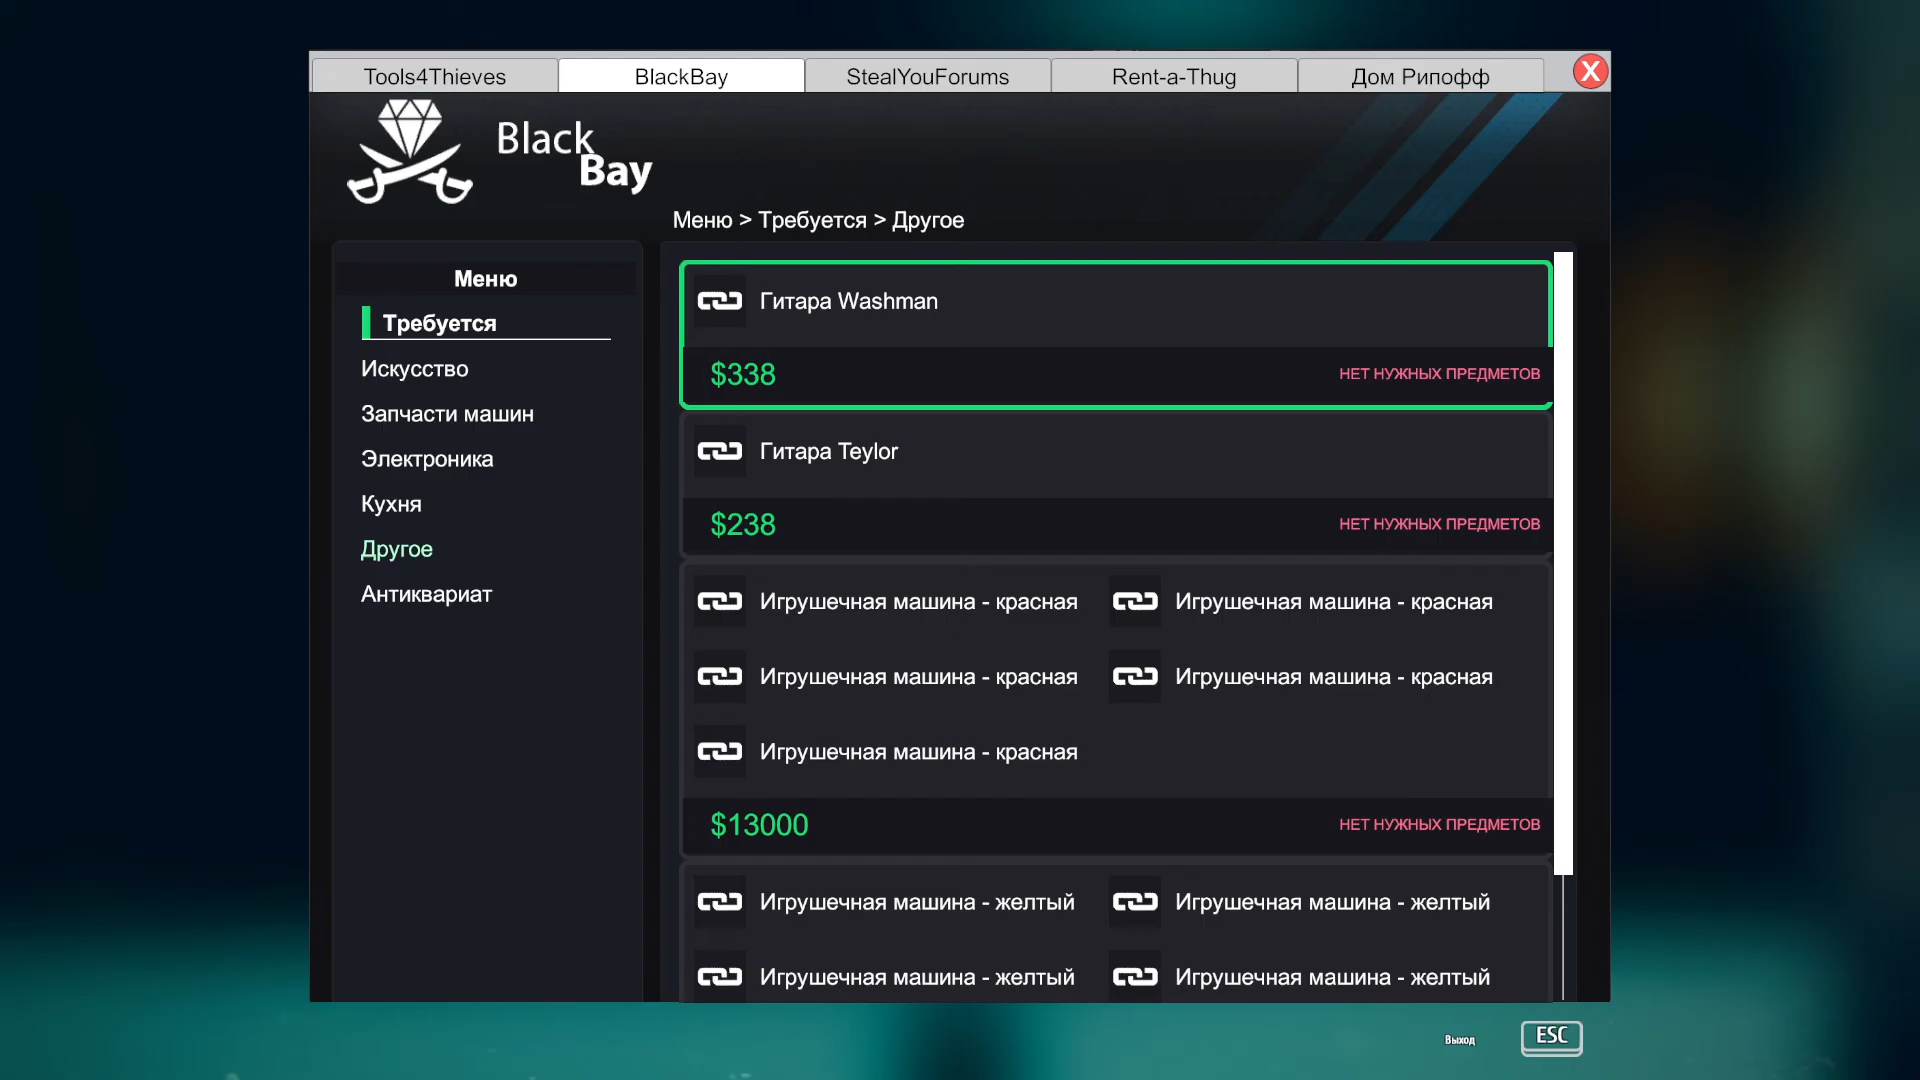 Tools4Thieves
BlackBay
StealYouForums
Rent-a-Thug
Дом Рипофф
X
Black
Bay
Меню > Требуется > Другое
Меню
Требуется
Искусство
Запчасти машин
Электроника
Кухня
Другое
Антиквариат
Гитара Washman
$338
НЕТ НУЖНЫХ ПРЕДМЕТОВ
Гитара Teylor
$238
НЕТ НУЖНЫХ ПРЕДМЕТОВ
Игрушечная машина - красная
Игрушечная машина - красная
Игрушечная машина - красная
Игрушечная машина - красная
Игрушечная машина - красная
$13000
НЕТ НУЖНЫХ ПРЕДМЕТОВ
Игрушечная машина - желтый
Игрушечная машина - желтый
Игрушечная машина - желтый
Игрушечная машина - желтый
Выход
ESC